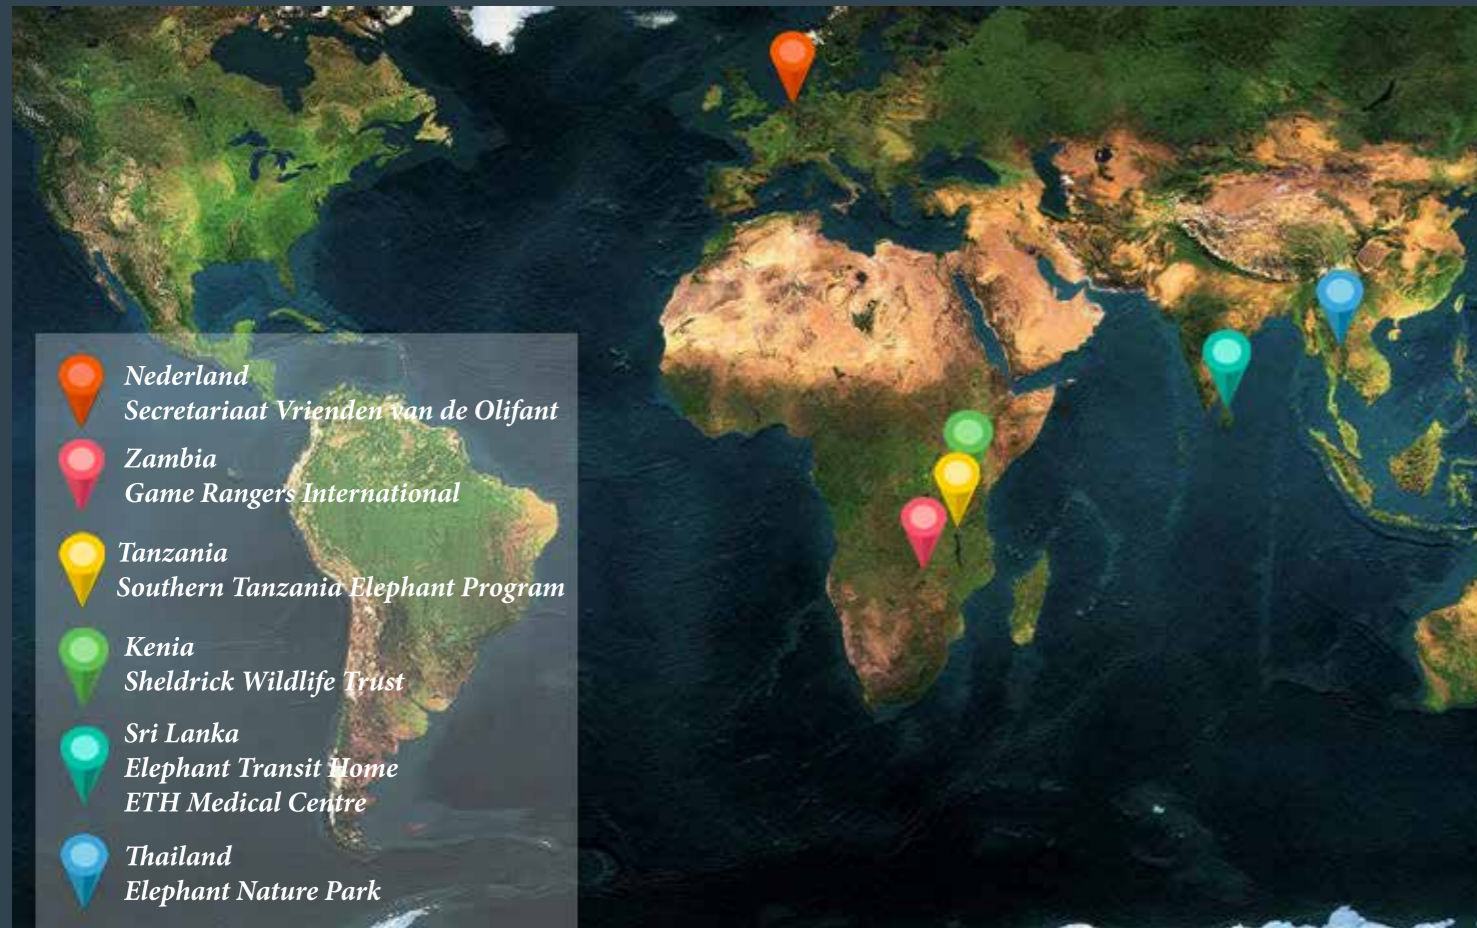 Nederland
Secretariaat Vrienden van de Olifant
Zambia
Game Rangers International
Tanzania
Southern Tanzania Elephant Program
Kenia
Sheldrick Wildlife Trust
Sri Lanka
Elephant Transit Home
ETH Medical Centre
Thailand
Elephant Nature Park